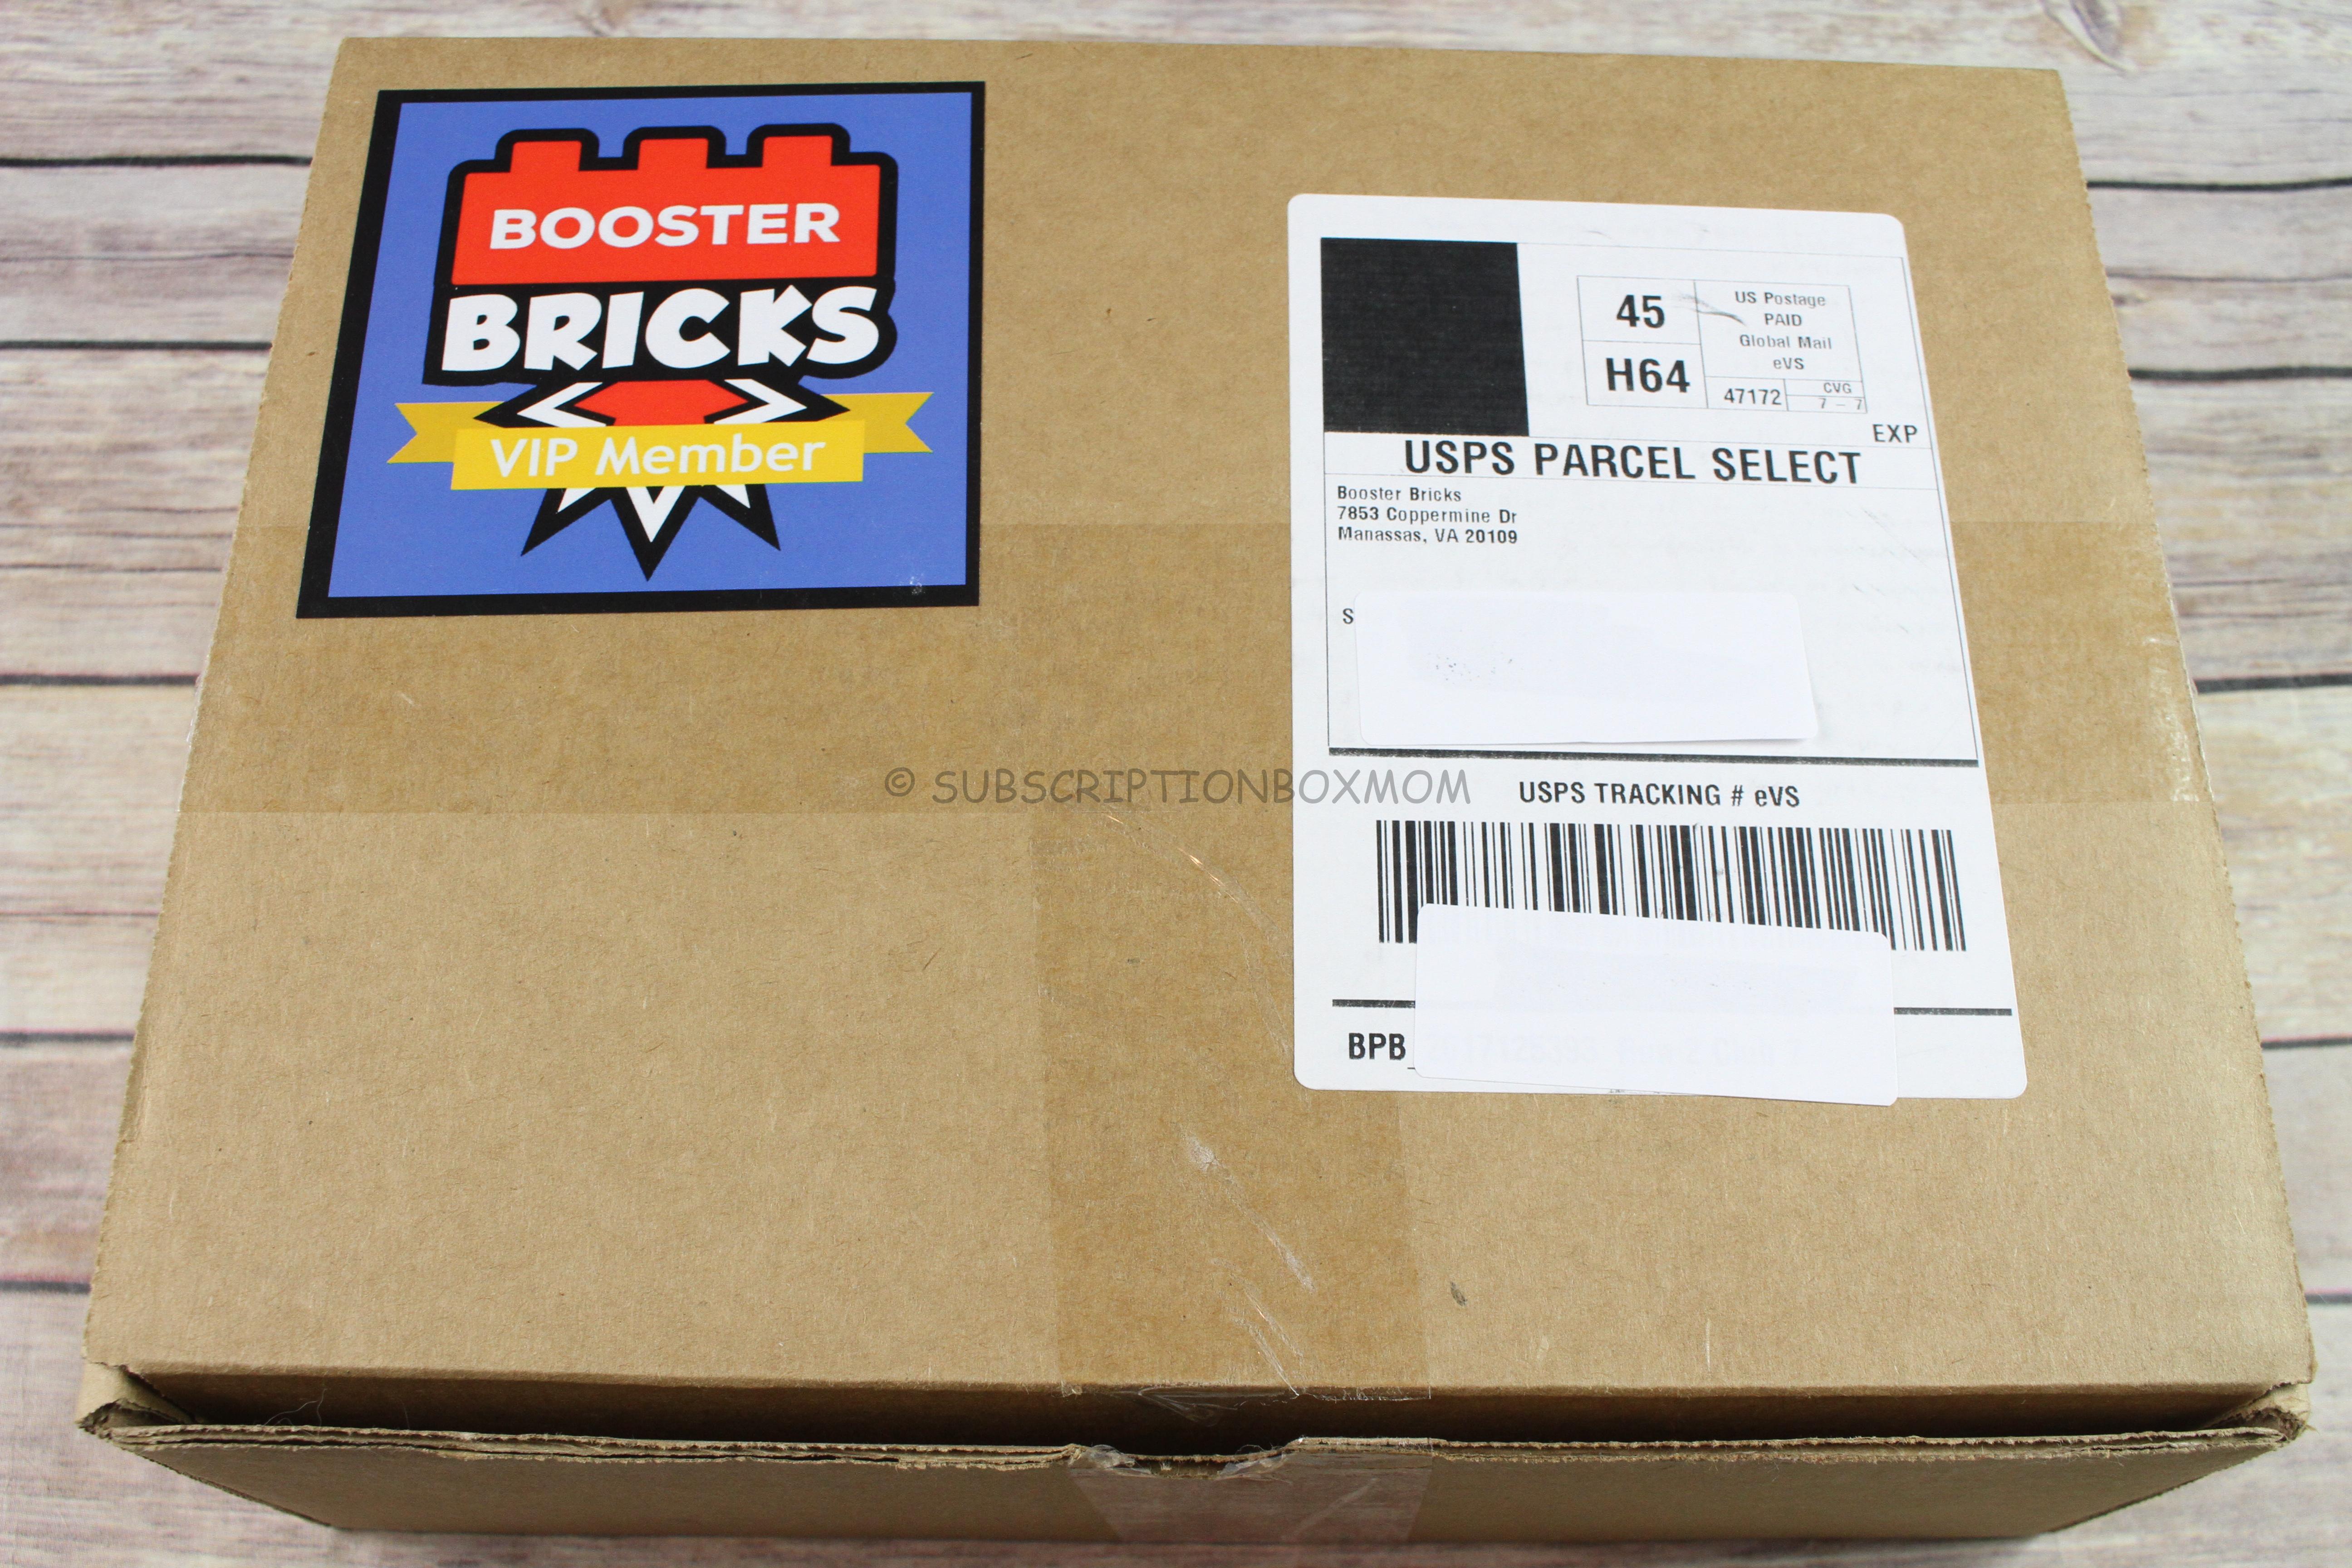 BOOSTER
BRICKS
VIP Member
45
H64
US Postage
PAID
Global Mail
eVS
47172
CVG
7 - 7
EXP
USPS PARCEL SELECT
Booster Bricks
7853 Coppermine Dr
Manassas, VA 20109
S
© SUBSCRIPTIONBOXMOM
USPS TRACKING # eVS
BPB_